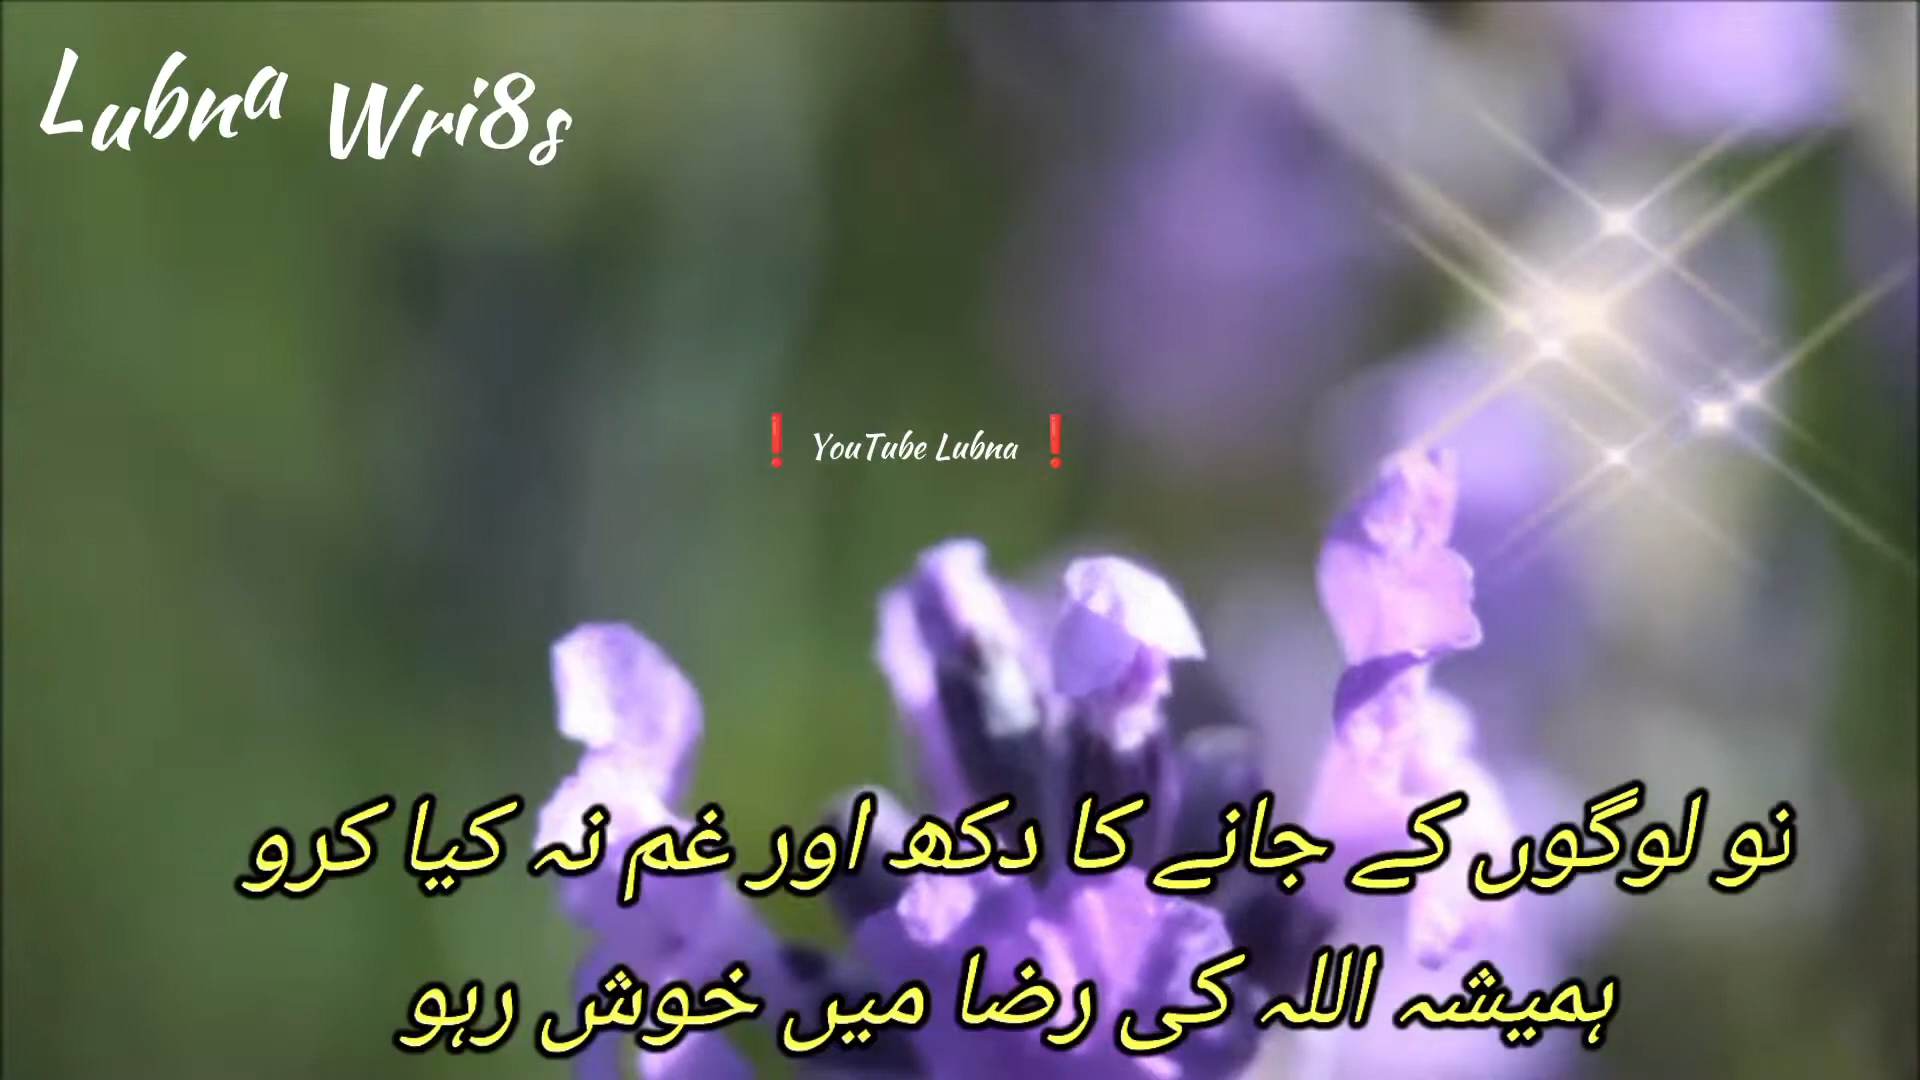 Lubna Wri8s
❗ YouTube Lubna ❗
نو لوگوں کے جانے کا دکھ اور غم نہ کیا کرو
ہمیشہ اللہ کی رضا میں خوش رہو